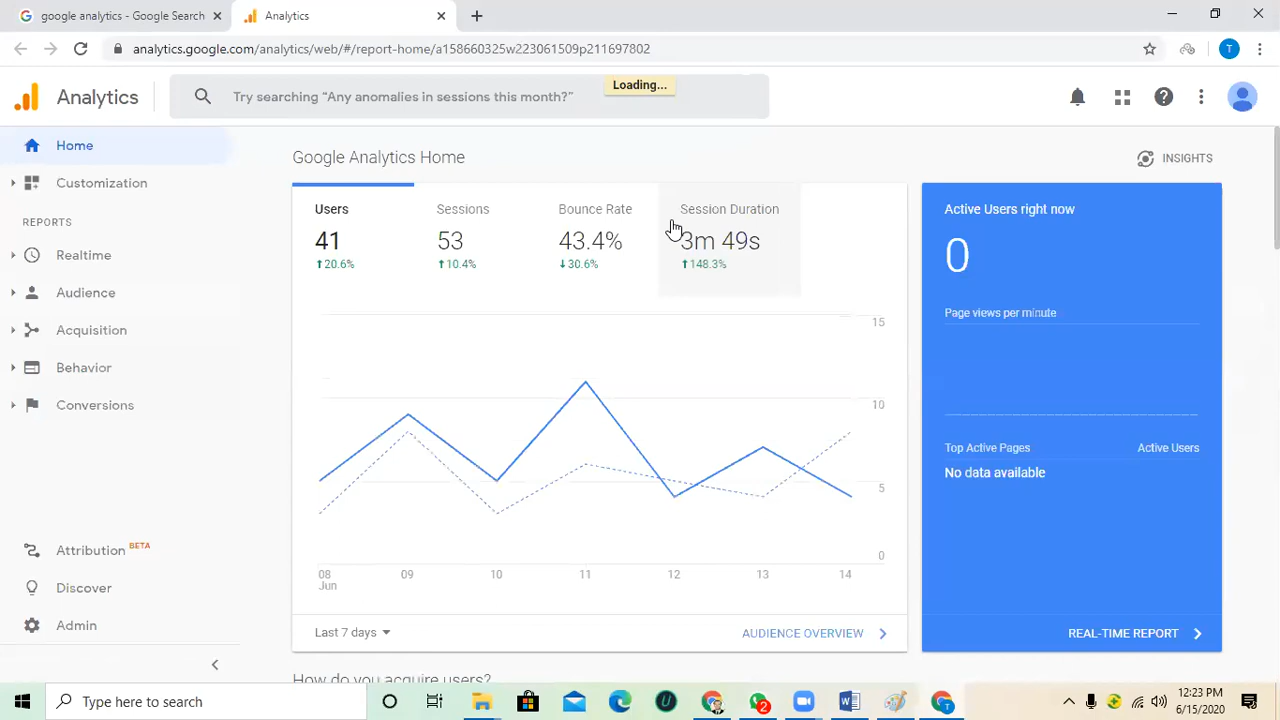 google analytics - Google Search
Analytics
analytics.google.com/analytics/web/#/report-home/a158660325w223061509p211697802
T
Analytics
Try searching “Any anomalies in sessions this month?”
Loading...
Home
Customization
REPORTS
Realtime
Audience
Acquisition
Behavior
Conversions
Attribution BETA
Discover
Admin
Google Analytics Home
INSIGHTS
Users
41
20.6%
Sessions
53
10.4%
Bounce Rate
43.4%
30.6%
Session Duration
3m 49s
148.3%
15
10
5
0
08 09 10 11 12 13 14
Jun
Last 7 days
AUDIENCE OVERVIEW
Active Users right now
0
Page views per minute
Top Active Pages Active Users
No data available
REAL-TIME REPORT
How do you acquire users?
Type here to search
2
12:23 PM
6/15/2020